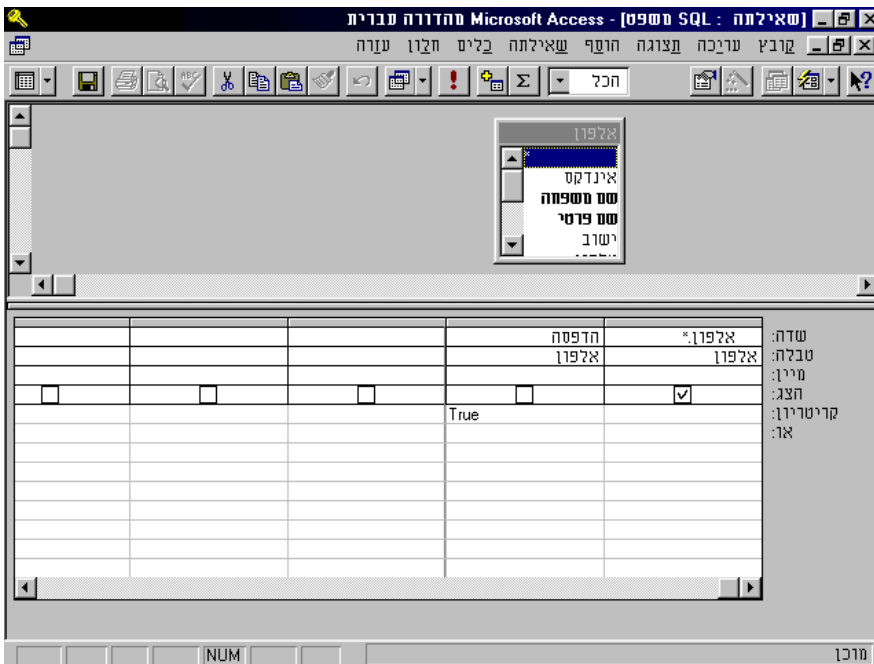 מהדורה עברית Microsoft Access - [שאילתה : SQL משפט]
קובץ עריכה תצוגה הוסף שאילתה כלים חלון עזרה
ABC Σ הכל
אלפון
*
אינדקס
שם משפחה
שם פרטי
ישוב
שדה: אלפון.* הדפסה
טבלה: אלפון אלפון
מיין:
הצג:
קריטריון: True
או:
מוכן NUM